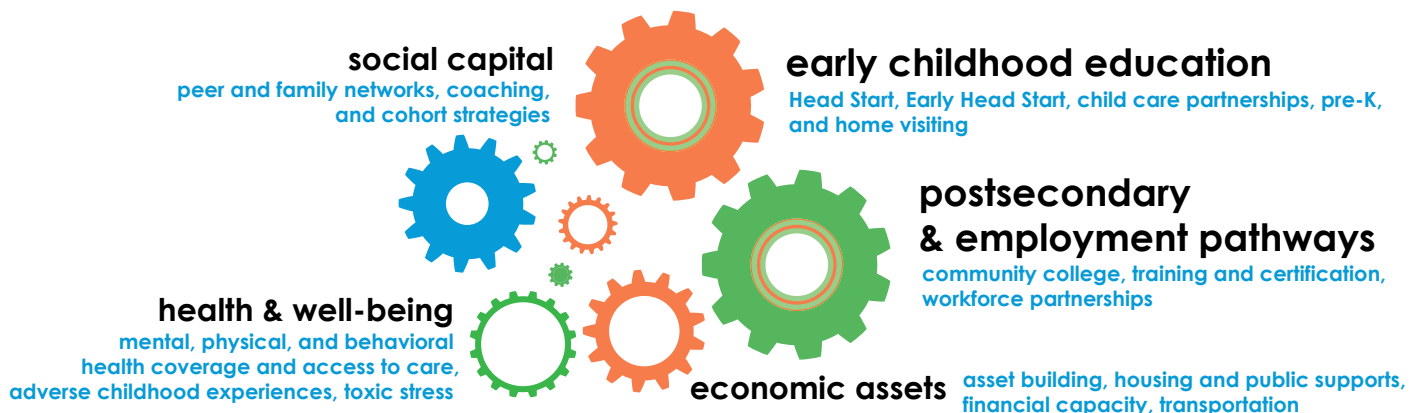 social capital
peer and family networks, coaching,
and cohort strategies
early childhood education
Head Start, Early Head Start, child care partnerships, pre-K,
and home visiting
postsecondary
& employment pathways
community college, training and certification,
workforce partnerships
health & well-being
mental, physical, and behavioral
health coverage and access to care,
adverse childhood experiences, toxic stress
economic assets
asset building, housing and public supports,
financial capacity, transportation